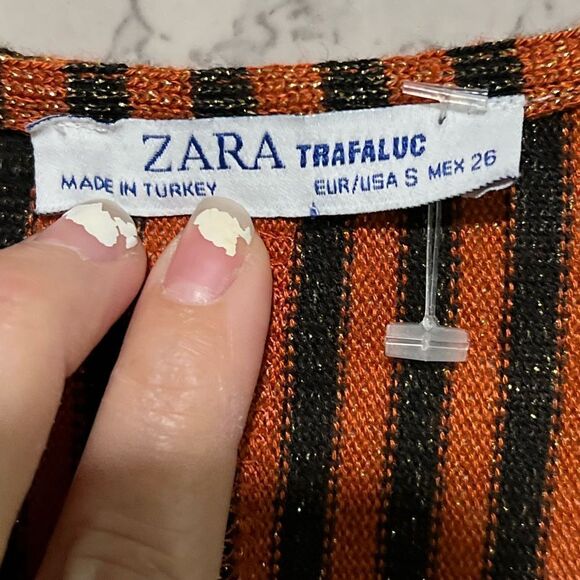 ZARA TRAFALUC
MADE IN TURKEY EUR/USA S MEX 26